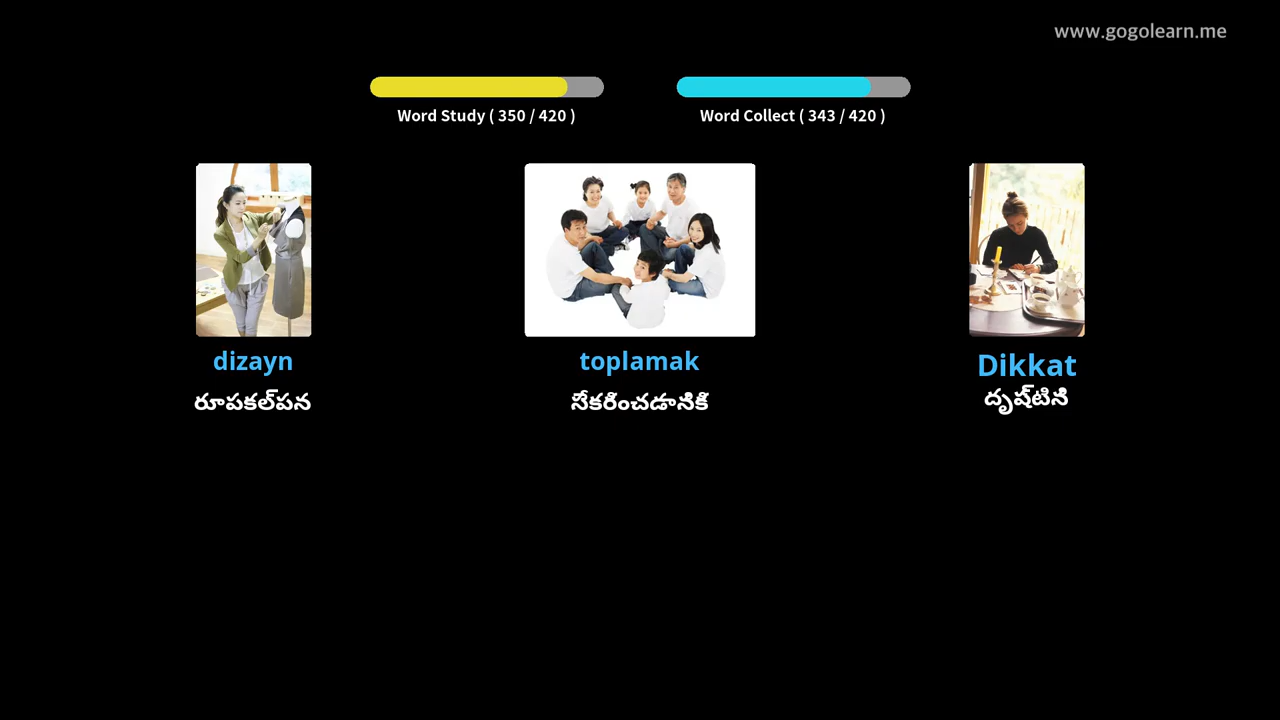 www.gogolearn.me
Word Study ( 350 / 420 )
Word Collect ( 343 / 420 )
dizayn
రూపకల్పన
toplamak
సేకరించడానికి
Dikkat
దృష్టిని